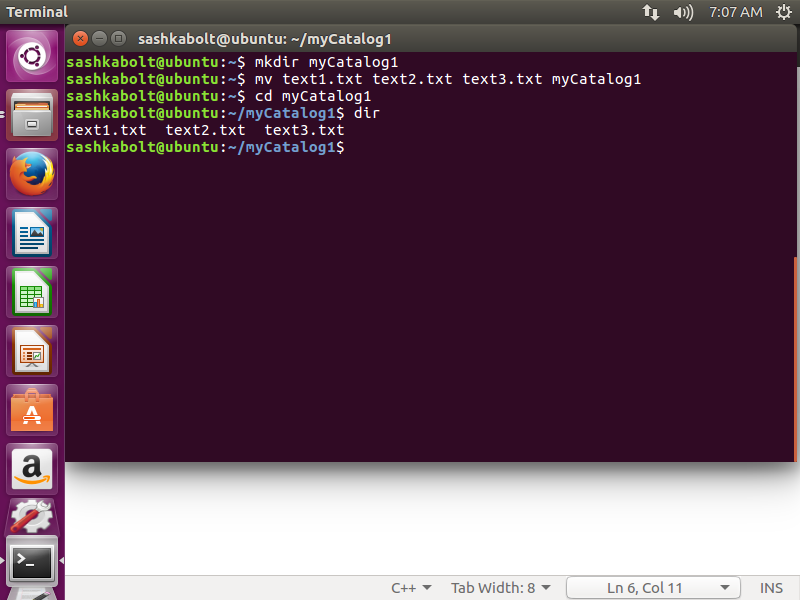 Terminal
7:07 AM
sashkabolt@ubuntu: ~/myCatalog1
sashkabolt@ubuntu:~$ mkdir myCatalog1
sashkabolt@ubuntu:~$ mv text1.txt text2.txt text3.txt myCatalog1
sashkabolt@ubuntu:~$ cd myCatalog1
sashkabolt@ubuntu:~/myCatalog1$ dir
text1.txt  text2.txt  text3.txt
sashkabolt@ubuntu:~/myCatalog1$
C++ Tab Width: 8 Ln 6, Col 11 INS